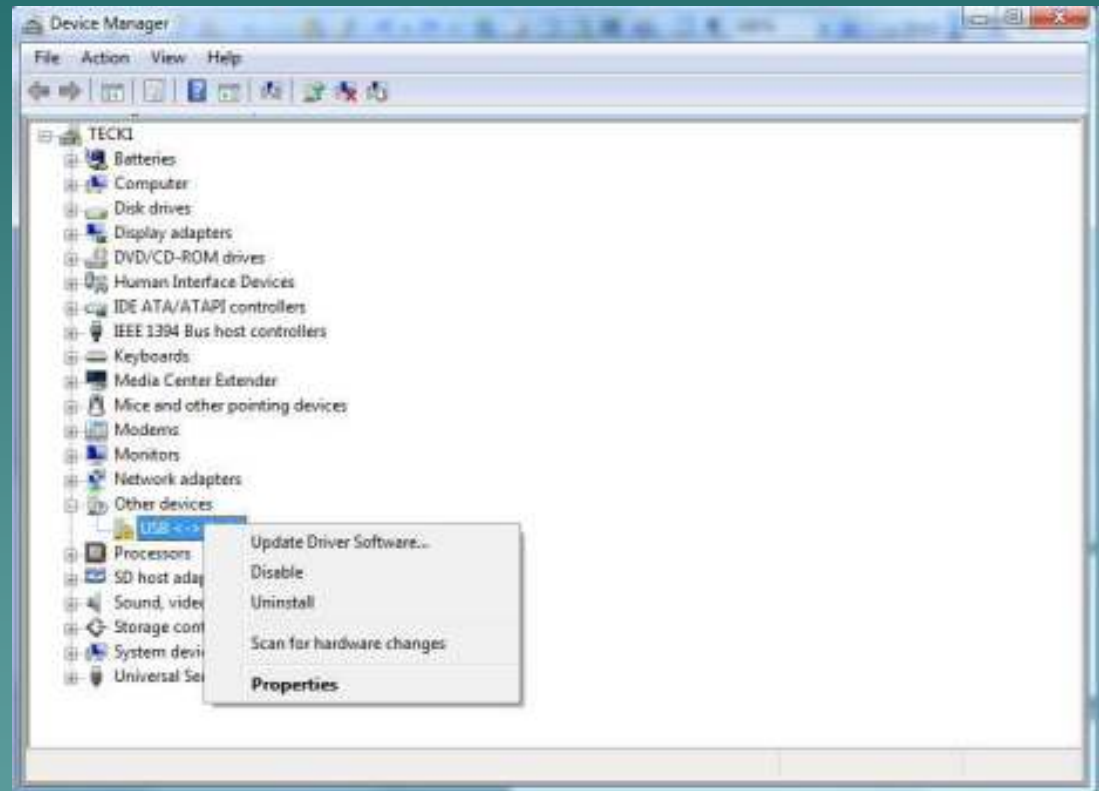 Device Manager
File Action View Help
TECK1
Batteries
Computer
Disk drives
Display adapters
DVD/CD-ROM drives
Human Interface Devices
IDE ATA/ATAPI controllers
IEEE 1394 Bus host controllers
Keyboards
Media Center Extender
Mice and other pointing devices
Modems
Monitors
Network adapters
Other devices
USB <->
Processors
SD host adap
Sound, video
Storage cont
System devi
Universal Se
Update Driver Software...
Disable
Uninstall
Scan for hardware changes
Properties